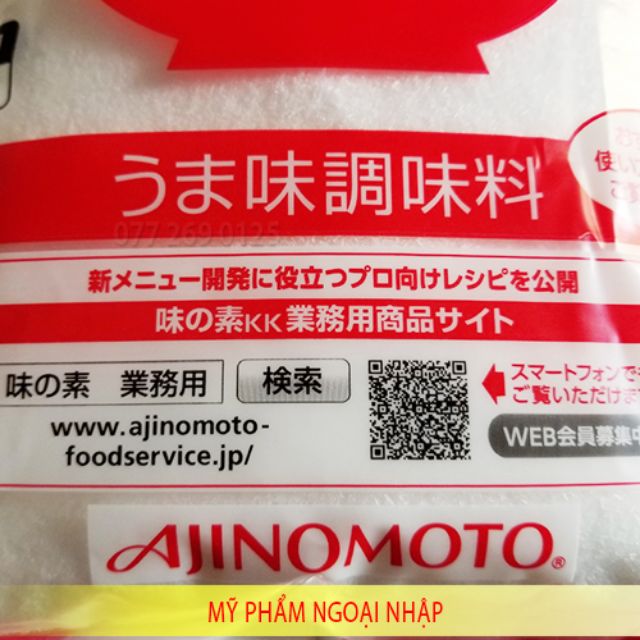 うま味調味料
077 269 0125
使い
新メニュー開発に役立つプロ向けレシピを公開
味の素KK業務用商品サイト
味の素 業務用 検索
www.ajinomoto-
foodservice.jp/
スマートフォンで
ご覧いただけま
WEB会員募集中
AJINOMOTO®
MỸ PHẨM NGOẠI NHẬP